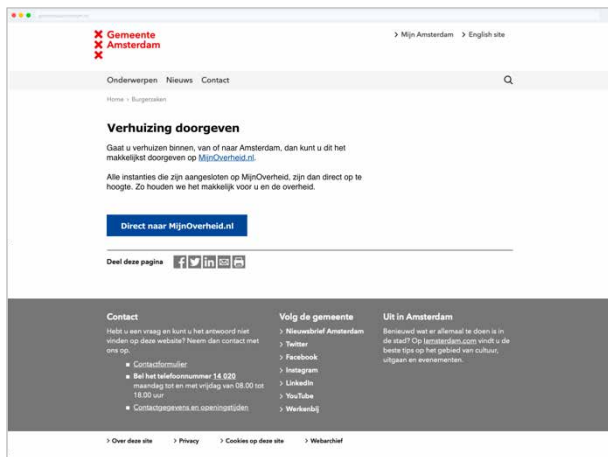 Gemeente
Amsterdam
> Mijn Amsterdam > English site
Onderwerpen Nieuws Contact
Home > Burgerzaken
Verhuizing doorgeven
Gaat u verhuizen binnen, van of naar Amsterdam, dan kunt u dit het
makkelijkst doorgeven op MijnOverheid.nl.
Alle instanties die zijn aangesloten op MijnOverheid, zijn dan direct op te
hoogte. Zo houden we het makkelijk voor u en de overheid.
Direct naar MijnOverheid.nl
Deel deze pagina
Contact
Hebt u een vraag en kunt u het antwoord niet
vinden op deze website? Neem dan contact met
ons op.
Contactformulier
Bel het telefoonnummer 14 020
maandag tot en met vrijdag van 08.00 tot
18.00 uur
Contactgegevens en openingstijden
Volg de gemeente
> Nieuwsbrief Amsterdam
> Twitter
> Facebook
> Instagram
> LinkedIn
> YouTube
> Werkenbij
Uit in Amsterdam
Benieuwd wat er allemaal te doen is in
de stad? Op Iamsterdam.com vindt u de
beste tips op het gebied van cultuur,
uitgaan en evenementen.
> Over deze site > Privacy > Cookies op deze site > Webarchief